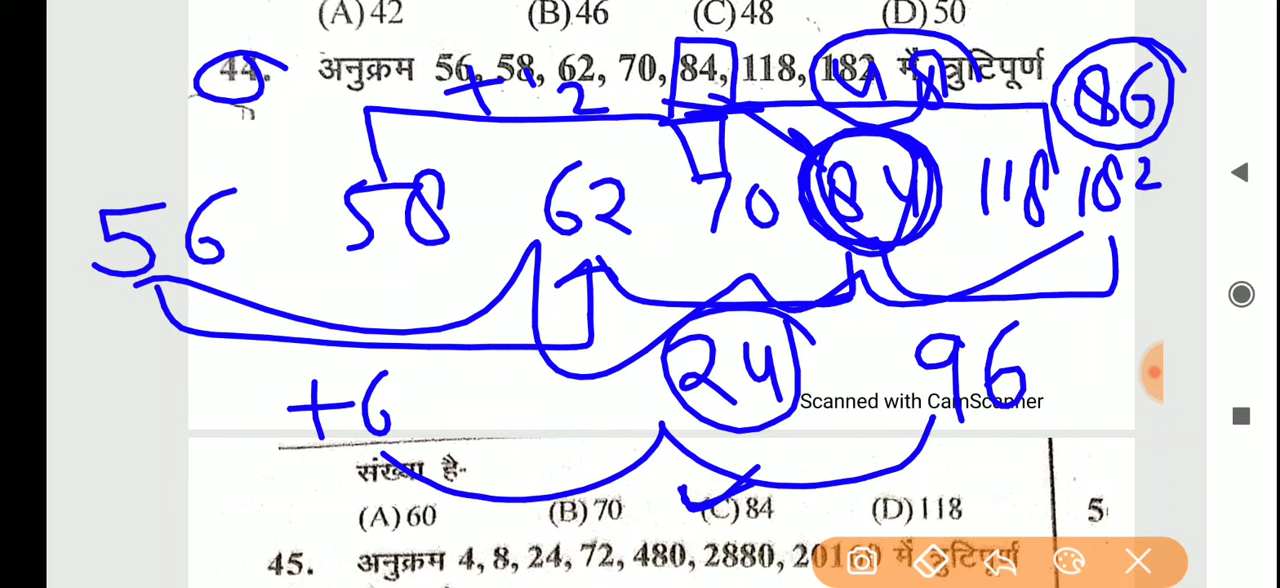 (A) 42 (B) 46 (C) 48 (D) 50
44. अनुक्रम 56, 58, 62, 70, 84, 118, 182 में त्रुटिपूर्ण
+2 48 86
56 58 62 70 84 118 182
+6 24 96
Scanned with CamScanner
संख्या है-
(A) 60 (B) 70 (C) 84 (D) 118
45. अनुक्रम 4, 8, 24, 72, 480, 2880, में त्रुटिपूर्ण